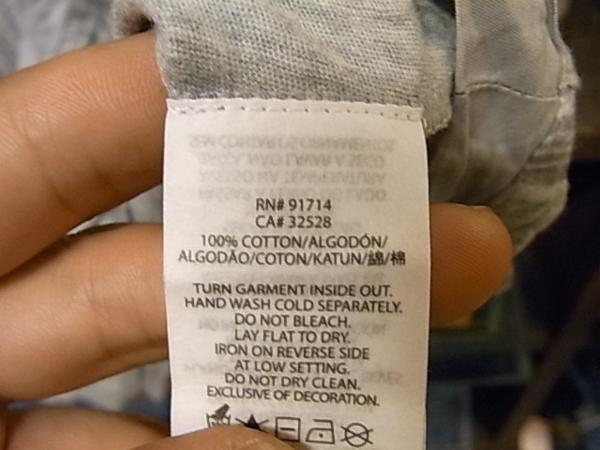 RN# 91714
CA# 32528
100% COTTON/ALGODÓN/
ALGODÃO/COTON/KATUN/綿/棉
TURN GARMENT INSIDE OUT.
HAND WASH COLD SEPARATELY.
DO NOT BLEACH.
LAY FLAT TO DRY.
IRON ON REVERSE SIDE
AT LOW SETTING.
DO NOT DRY CLEAN.
EXCLUSIVE OF DECORATION.